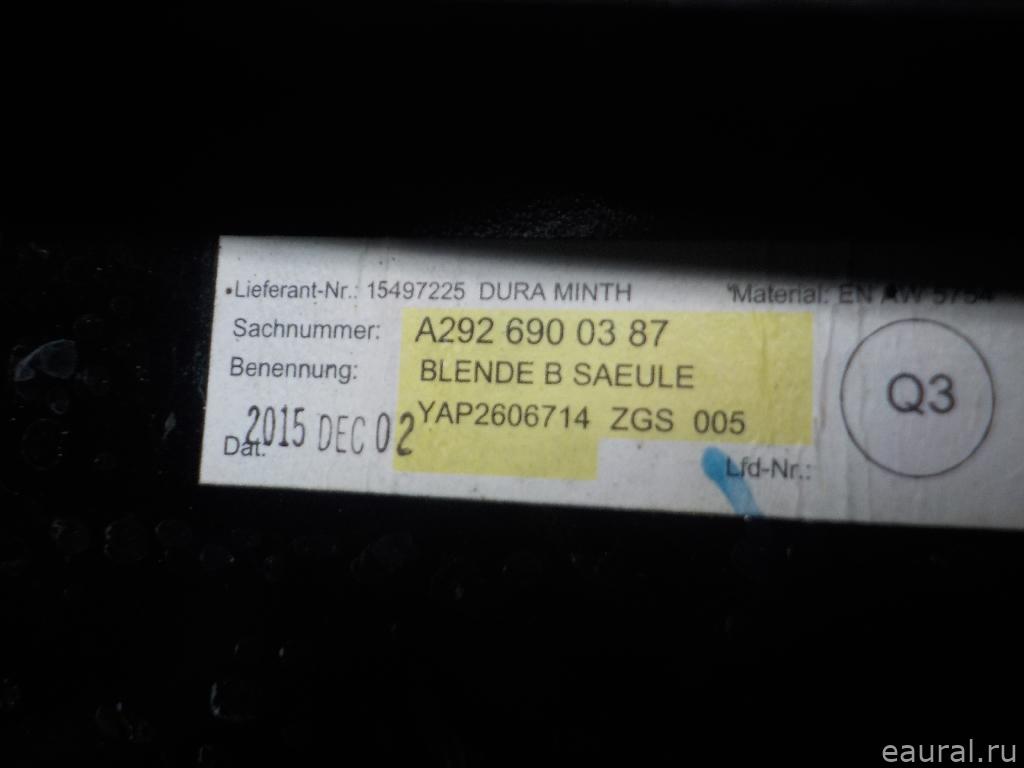 Lieferant-Nr.: 15497225 DURA MINTH Material: EN AW 5754
Sachnummer: A292 690 03 87
Benennung: BLENDE B SAEULE
Q3
YAP2606714 ZGS 005
Dat. 2015 DEC 02
Lfd-Nr.:
eaural.ru